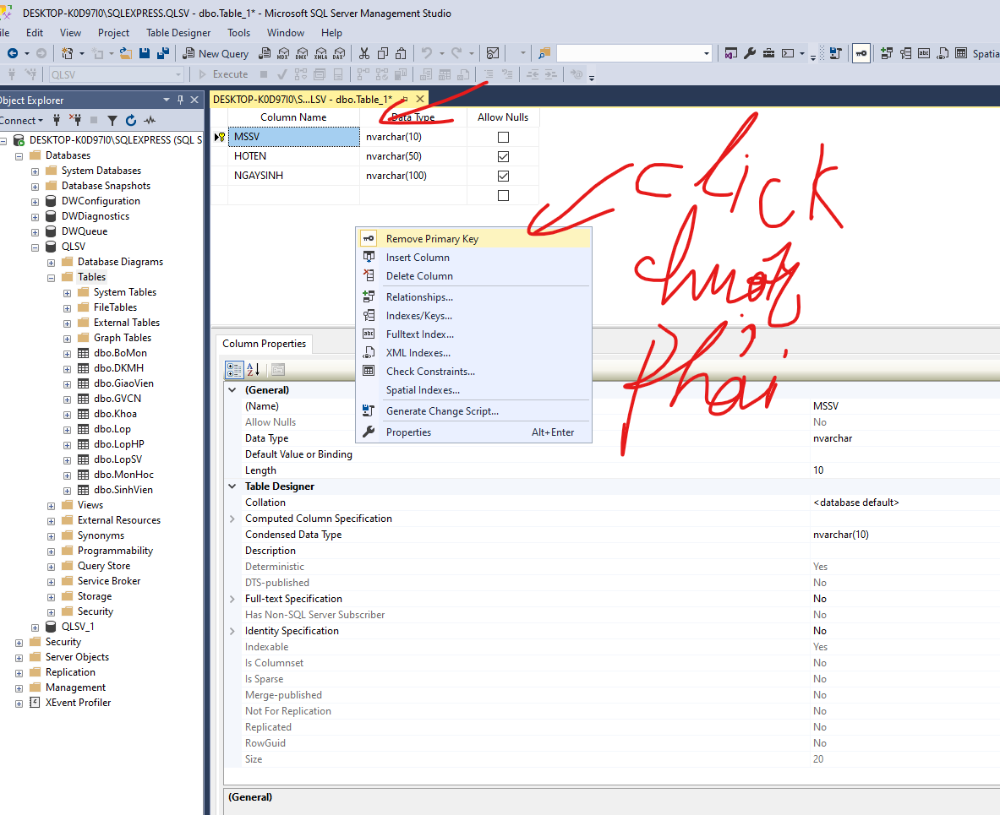 DESKTOP-K0D97I0\SQLEXPRESS.QLSV - dbo.Table_1* - Microsoft SQL Server Management Studio
ile Edit View Project Table Designer Tools Window Help
New Query MDX DMX XMLA DAX abc Spatia
QLSV Execute
Object Explorer
DESKTOP-K0D97I0\S...LSV - dbo.Table_1*
Connect
DESKTOP-K0D97I0\SQLEXPRESS (SQL S
Databases
System Databases
Database Snapshots
DWConfiguration
DWDiagnostics
DWQueue
QLSV
Database Diagrams
Tables
System Tables
FileTables
External Tables
Graph Tables
dbo.BoMon
dbo.DKMH
dbo.GiaoVien
dbo.GVCN
dbo.Khoa
dbo.Lop
dbo.LopHP
dbo.LopSV
dbo.MonHoc
dbo.SinhVien
Views
External Resources
Synonyms
Programmability
Query Store
Service Broker
Storage
Security
QLSV_1
Security
Server Objects
Replication
Management
XEvent Profiler
Column Name Data Type Allow Nulls
MSSV nvarchar(10)
HOTEN nvarchar(50)
NGAYSINH nvarchar(100)
click
chuột
phải
Remove Primary Key
Insert Column
Delete Column
Relationships...
Indexes/Keys...
Fulltext Index...
XML Indexes...
Check Constraints...
Spatial Indexes...
Generate Change Script...
Properties Alt+Enter
Column Properties
(General)
(Name) MSSV
Allow Nulls No
Data Type nvarchar
Default Value or Binding
Length 10
Table Designer
Collation <database default>
Computed Column Specification
Condensed Data Type nvarchar(10)
Description
Deterministic Yes
DTS-published No
Full-text Specification No
Has Non-SQL Server Subscriber No
Identity Specification No
Indexable Yes
Is Columnset No
Is Sparse No
Merge-published No
Not For Replication No
Replicated No
RowGuid No
Size 20
(General)